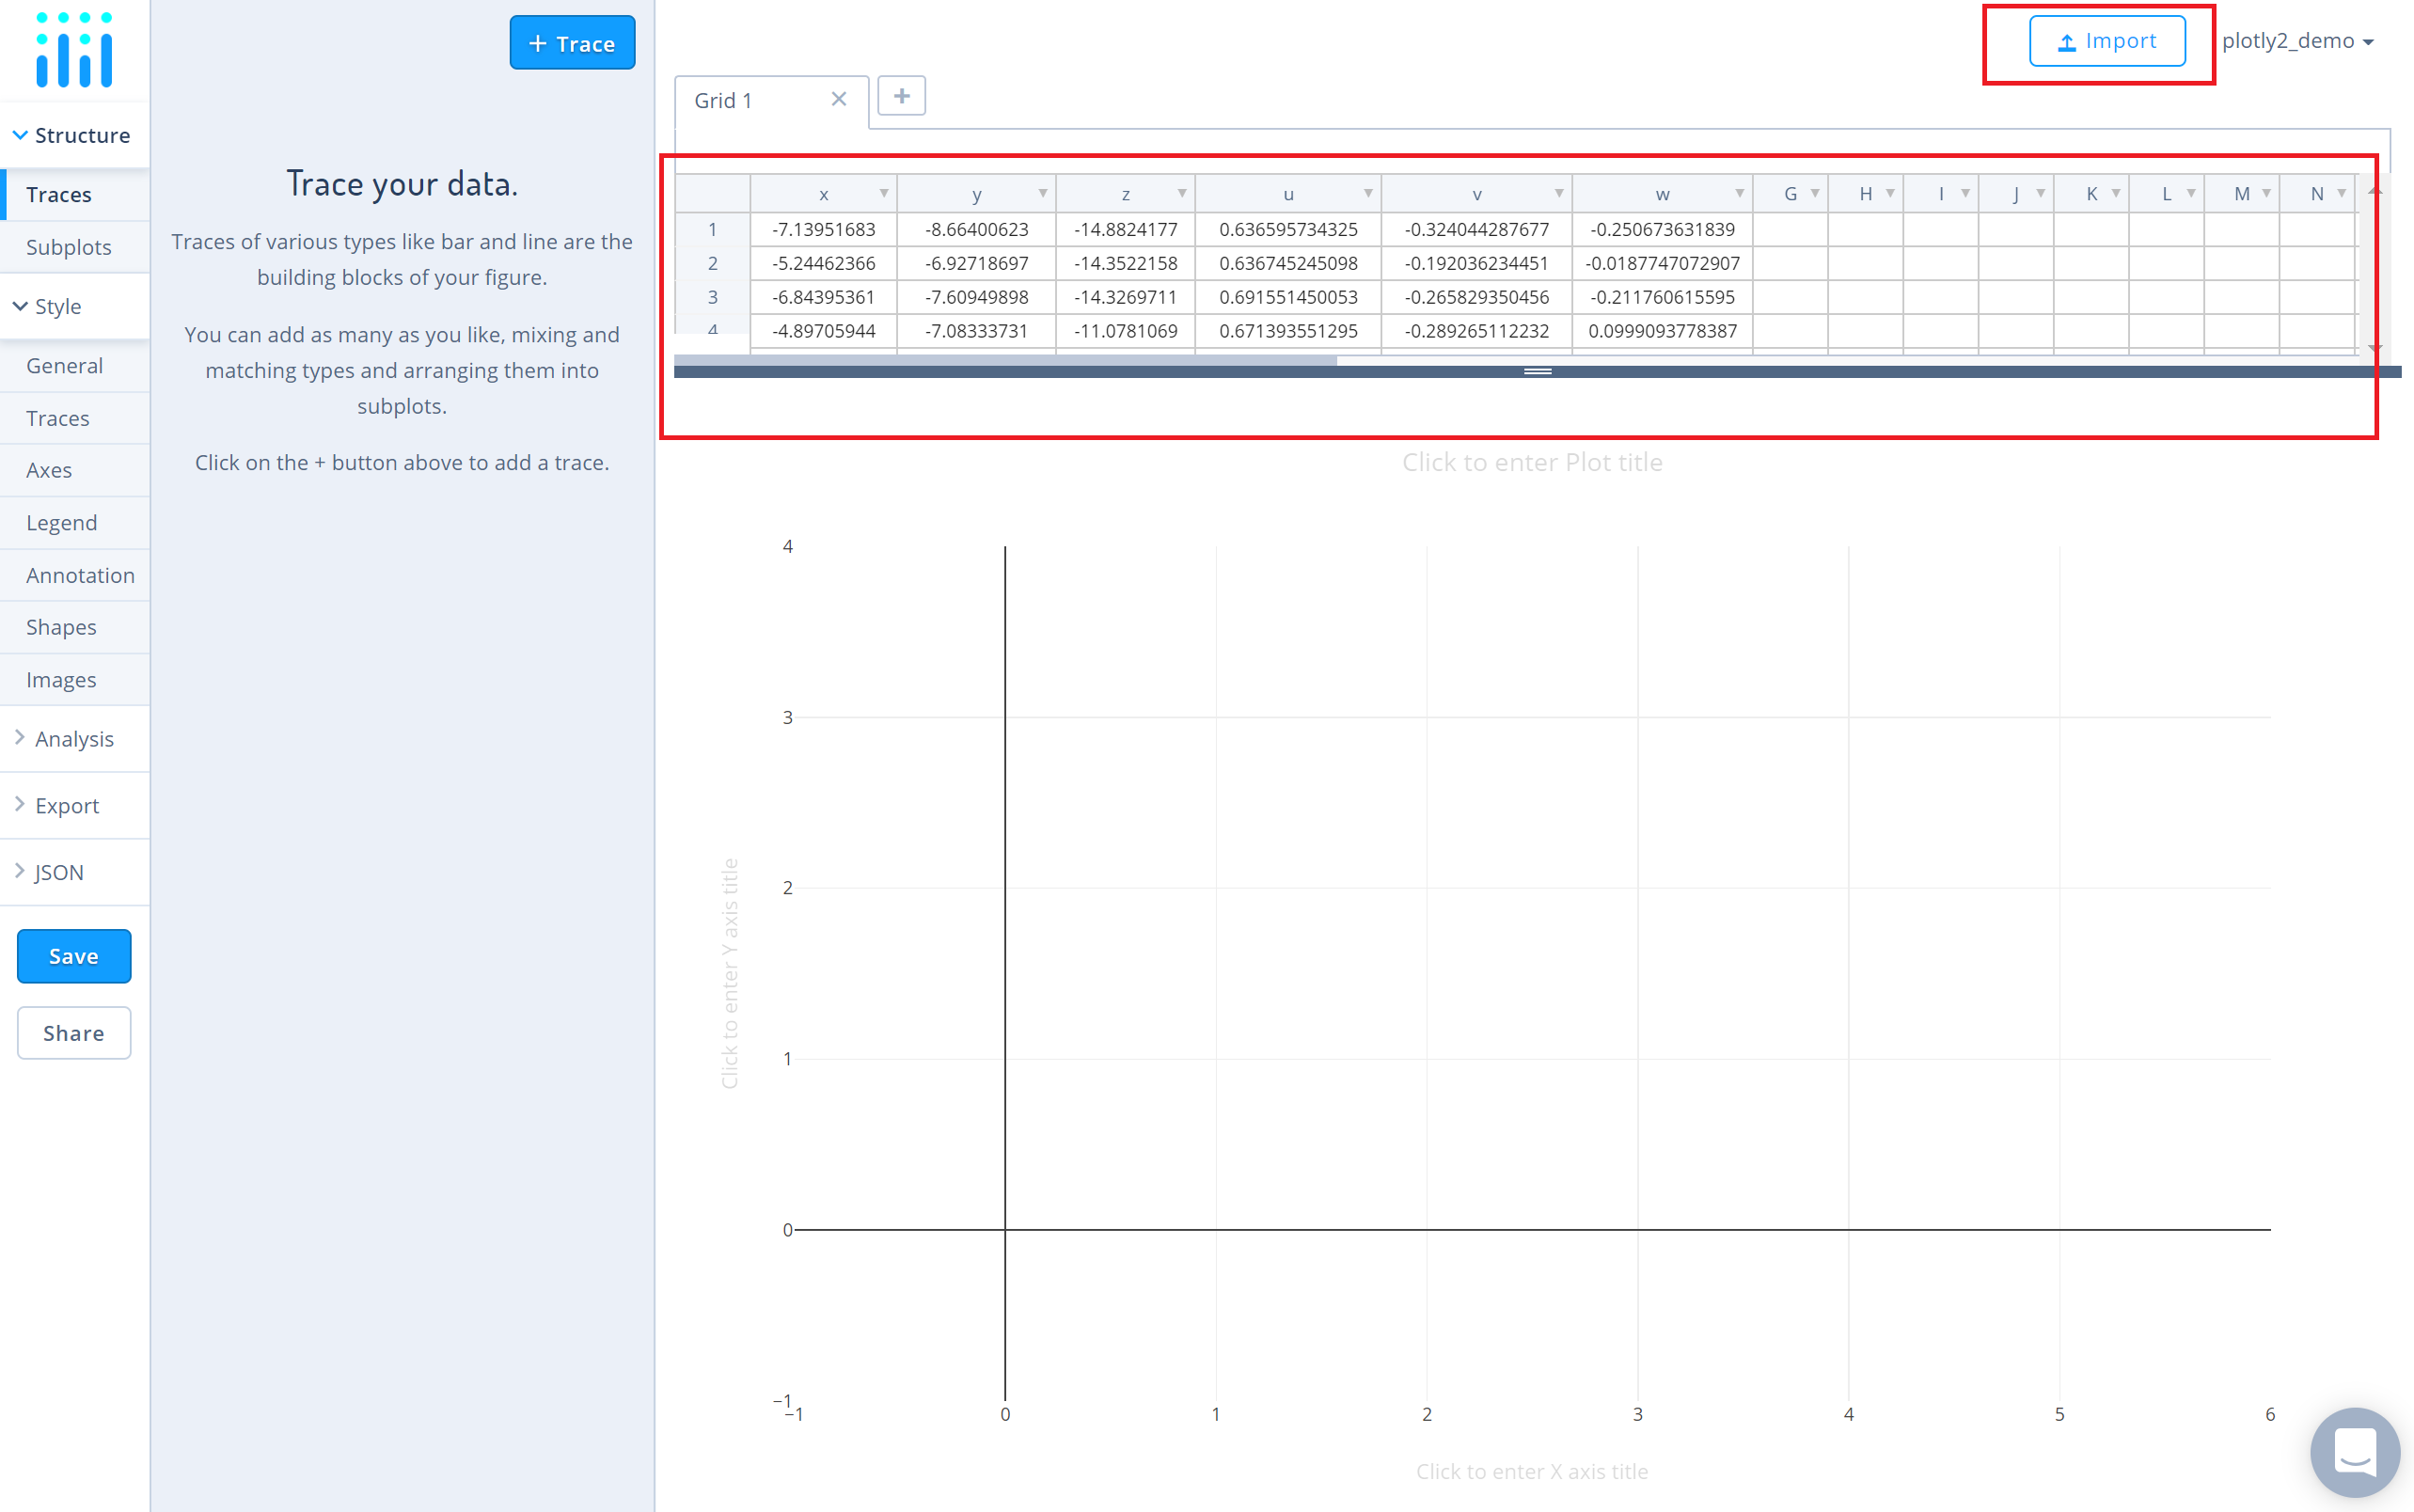 + Trace
Import
plotly2_demo
Grid 1
+
Structure
Traces
Subplots
Style
General
Traces
Axes
Legend
Annotation
Shapes
Images
Analysis
Export
JSON
Save
Share
Trace your data.
Traces of various types like bar and line are the
building blocks of your figure.
You can add as many as you like, mixing and
matching types and arranging them into
subplots.
Click on the + button above to add a trace.
x y z u v w G H I J K L M N
1 -7.13951683 -8.66400623 -14.8824177 0.636595734325 -0.324044287677 -0.250673631839
2 -5.24462366 -6.92718697 -14.3522158 0.636745245098 -0.192036234451 -0.0187747072907
3 -6.84395361 -7.60949898 -14.3269711 0.691551450053 -0.265829350456 -0.211760615595
4 -4.89705944 -7.08333731 -11.0781069 0.671393551295 -0.289265112232 0.0999093778387
Click to enter Plot title
Click to enter Y axis title
4
3
2
1
0
−1
−1 0 1 2 3 4 5 6
Click to enter X axis title